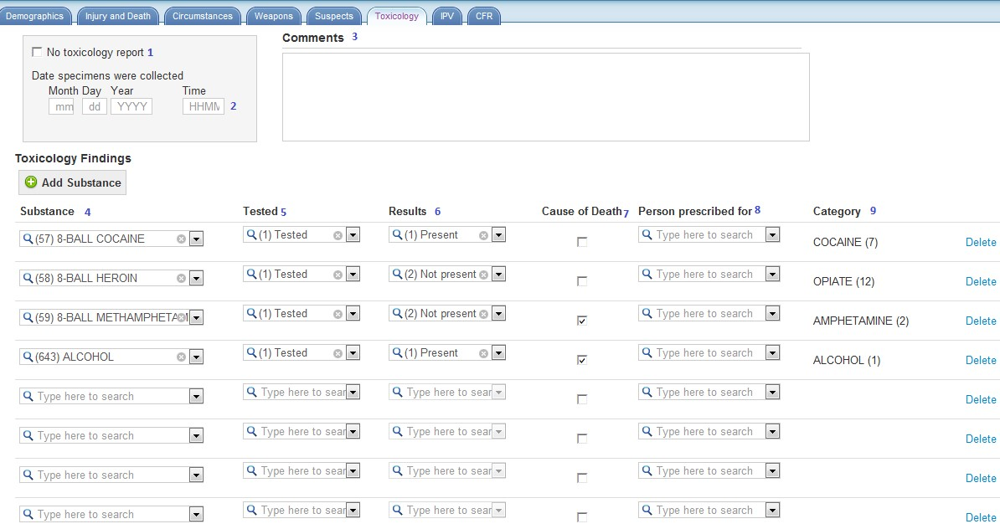 Demographics Injury and Death Circumstances Weapons Suspects Toxicology IPV CFR
Comments 3
No toxicology report 1
Date specimens were collected
Month Day Year Time
mm dd YYYY HHMM 2
Toxicology Findings
Add Substance
Substance 4 Tested 5 Results 6 Cause of Death 7 Person prescribed for 8 Category 9
(57) 8-BALL COCAINE (1) Tested (1) Present Type here to search COCAINE (7) Delete
(58) 8-BALL HEROIN (1) Tested (2) Not present Type here to search OPIATE (12) Delete
(59) 8-BALL METHAMPHETAM (1) Tested (2) Not present Type here to search AMPHETAMINE (2) Delete
(643) ALCOHOL (1) Tested (1) Present Type here to search ALCOHOL (1) Delete
Type here to search Type here to sear Type here to sear Type here to search Delete
Type here to search Type here to sear Type here to sear Type here to search Delete
Type here to search Type here to sear Type here to sear Type here to search Delete
Type here to search Type here to sear Type here to sear Type here to search Delete